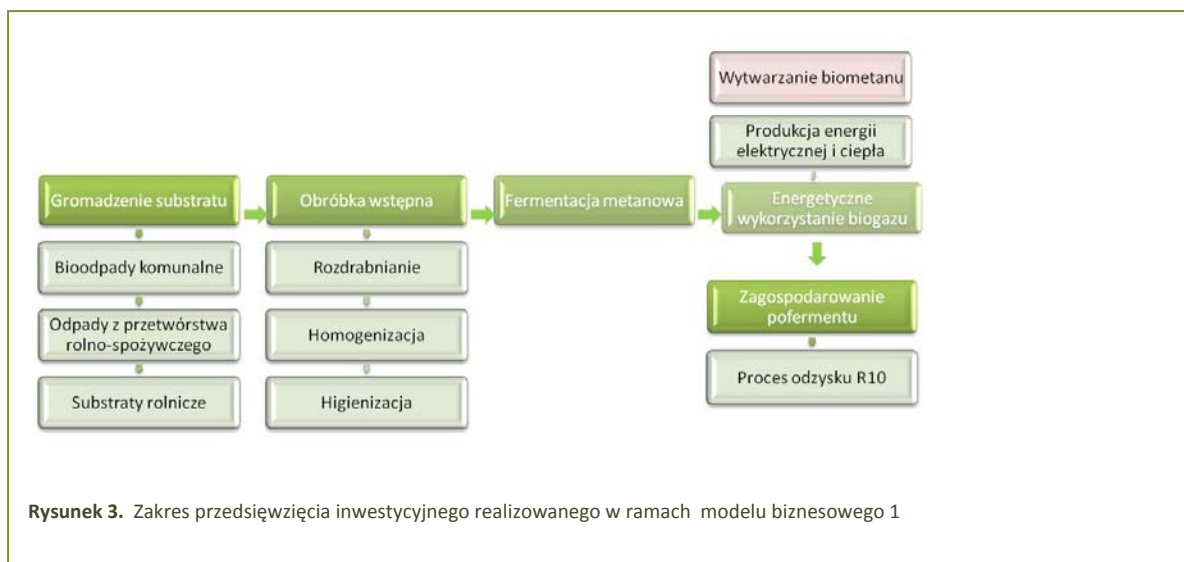 Wytwarzanie biometanu
Produkcja energii
elektrycznej i ciepła
Gromadzenie substratu
Obróbka wstępna
Fermentacja metanowa
Energetyczne
wykorzystanie biogazu
Bioodpady komunalne
Rozdrabnianie
Zagospodarowanie
pofermentu
Odpady z przetwórstwa
rolno-spożywczego
Homogenizacja
Proces odzysku R10
Substraty rolnicze
Higienizacja
Rysunek 3. Zakres przedsięwzięcia inwestycyjnego realizowanego w ramach modelu biznesowego 1